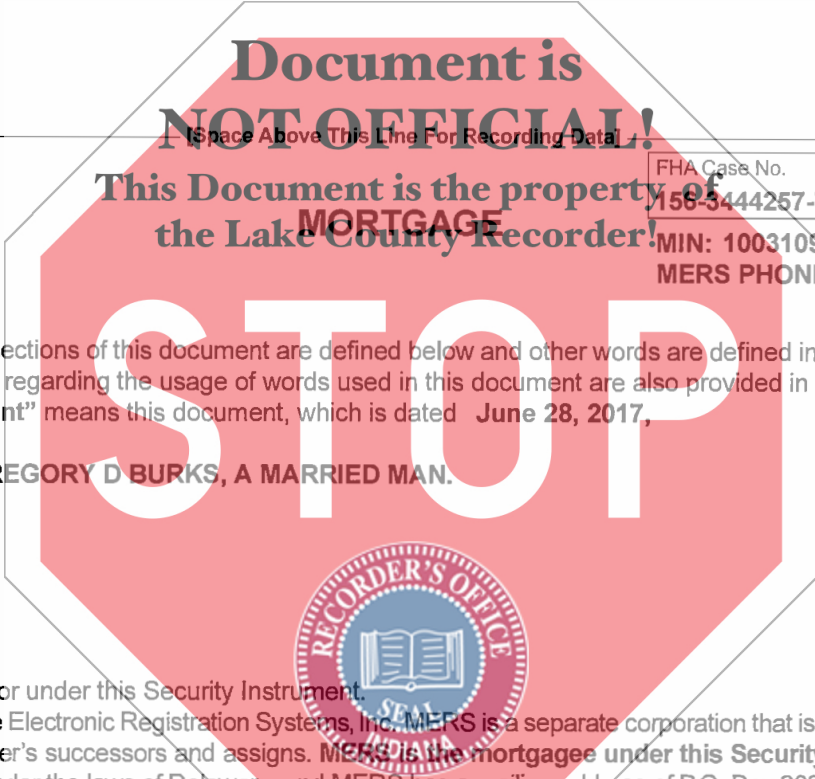 Document is
NOT OFFICIAL!
[Space Above This Line For Recording Data]
FHA Case No.
This Document is the property of
156-3444257-
MORTGAGE
the Lake County Recorder!
MIN: 1003109
MERS PHON
STOP
ections of this document are defined below and other words are defined in
regarding the usage of words used in this document are also provided in
nt” means this document, which is dated June 28, 2017,
EGORY D BURKS, A MARRIED MAN.
RECORDER'S OFFICE
SEAL
INDIANA
or under this Security Instrument.
Electronic Registration Systems, Inc. MERS is a separate corporation that is
er's successors and assigns. MERS is the mortgagee under this Security